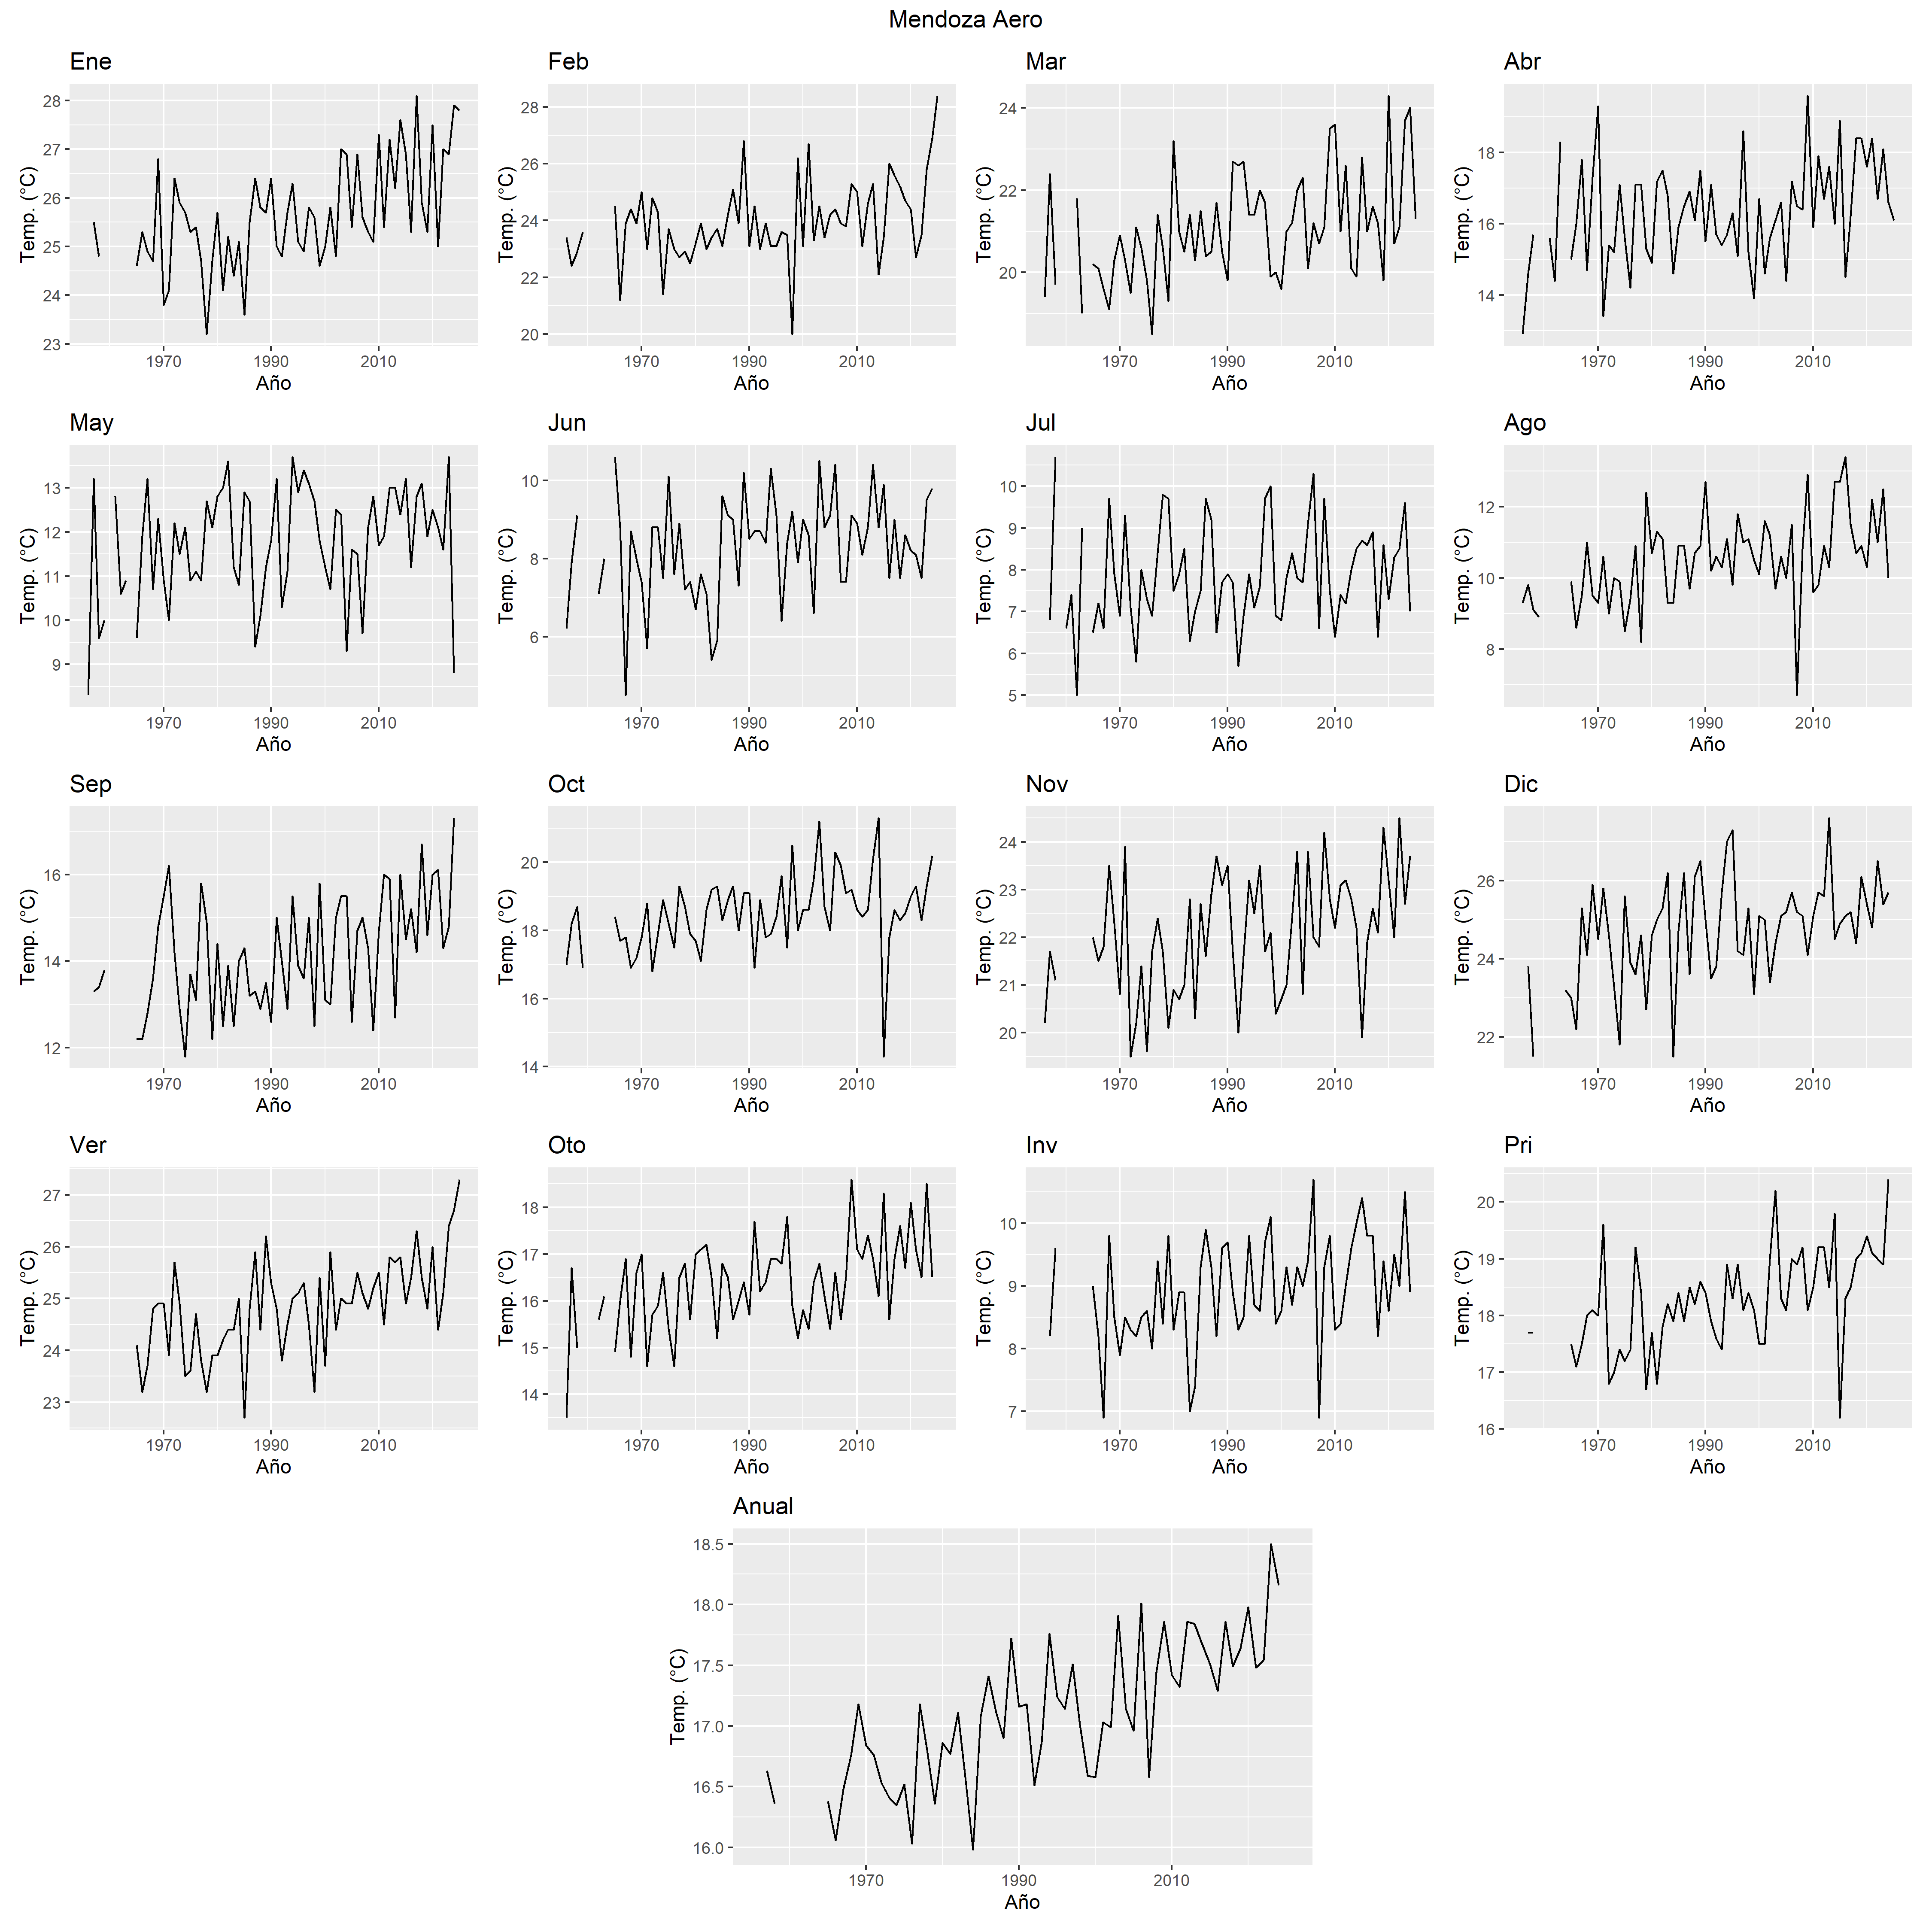 Mendoza Aero
Ene
Feb
Mar
Abr
28
27
26
25
24
23
Temp. (°C)
1970
1990
2010
Año
28
26
24
22
20
Temp. (°C)
1970
1990
2010
Año
24
22
20
Temp. (°C)
1970
1990
2010
Año
18
16
14
Temp. (°C)
1970
1990
2010
Año
May
Jun
Jul
Ago
13
12
11
10
9
Temp. (°C)
1970
1990
2010
Año
10
8
6
Temp. (°C)
1970
1990
2010
Año
10
9
8
7
6
5
Temp. (°C)
1970
1990
2010
Año
12
10
8
Temp. (°C)
1970
1990
2010
Año
Sep
Oct
Nov
Dic
16
14
12
Temp. (°C)
1970
1990
2010
Año
20
18
16
14
Temp. (°C)
1970
1990
2010
Año
24
23
22
21
20
Temp. (°C)
1970
1990
2010
Año
26
24
22
Temp. (°C)
1970
1990
2010
Año
Ver
Oto
Inv
Pri
27
26
25
24
23
Temp. (°C)
1970
1990
2010
Año
18
17
16
15
14
Temp. (°C)
1970
1990
2010
Año
10
9
8
7
Temp. (°C)
1970
1990
2010
Año
20
19
18
17
16
Temp. (°C)
1970
1990
2010
Año
Anual
18.5
18.0
17.5
17.0
16.5
16.0
Temp. (°C)
1970
1990
2010
Año